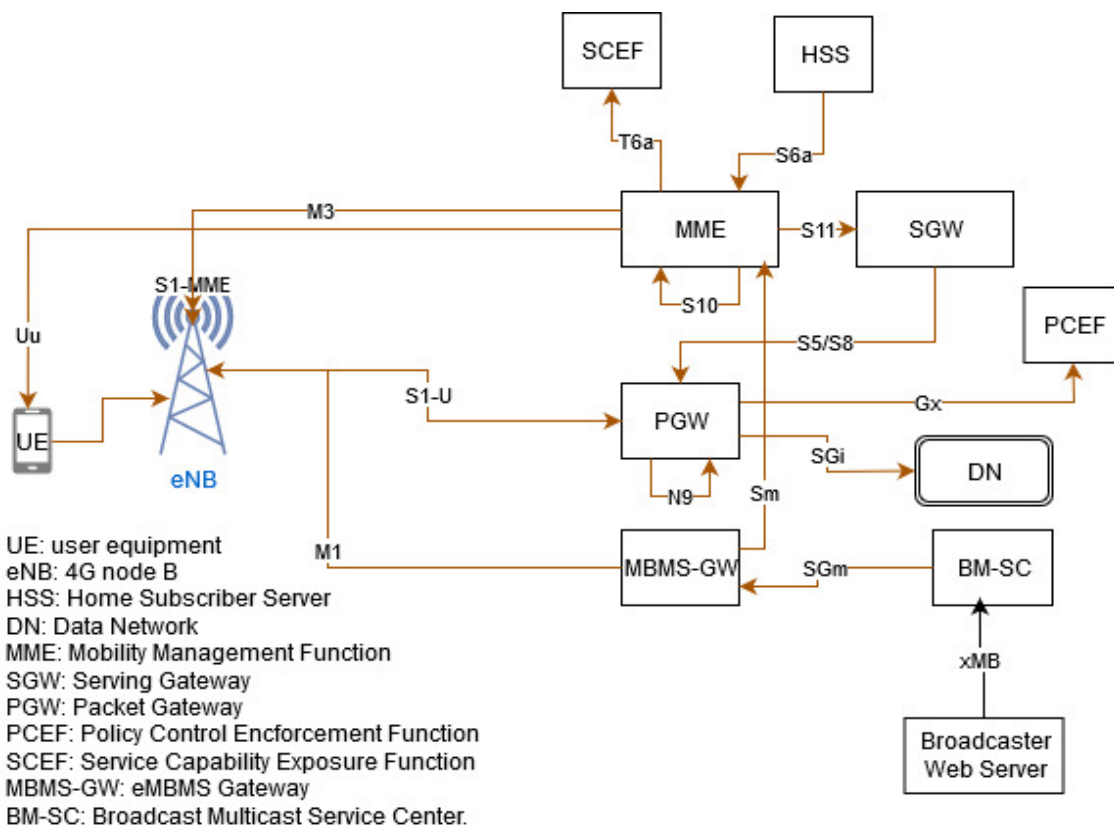 SCEF
HSS
T6a
S6a
M3
MME
S11
SGW
S1-MME
S10
Uu
PCEF
S5/S8
S1-U
PGW
Gx
UE
SGi
DN
eNB
N9
Sm
UE: user equipment
M1
MBMS-GW
SGm
BM-SC
eNB: 4G node B
HSS: Home Subscriber Server
DN: Data Network
MME: Mobility Management Function
xMB
SGW: Serving Gateway
PGW: Packet Gateway
PCEF: Policy Control Encforcement Function
Broadcaster
Web Server
SCEF: Service Capability Exposure Function
MBMS-GW: eMBMS Gateway
BM-SC: Broadcast Multicast Service Center.